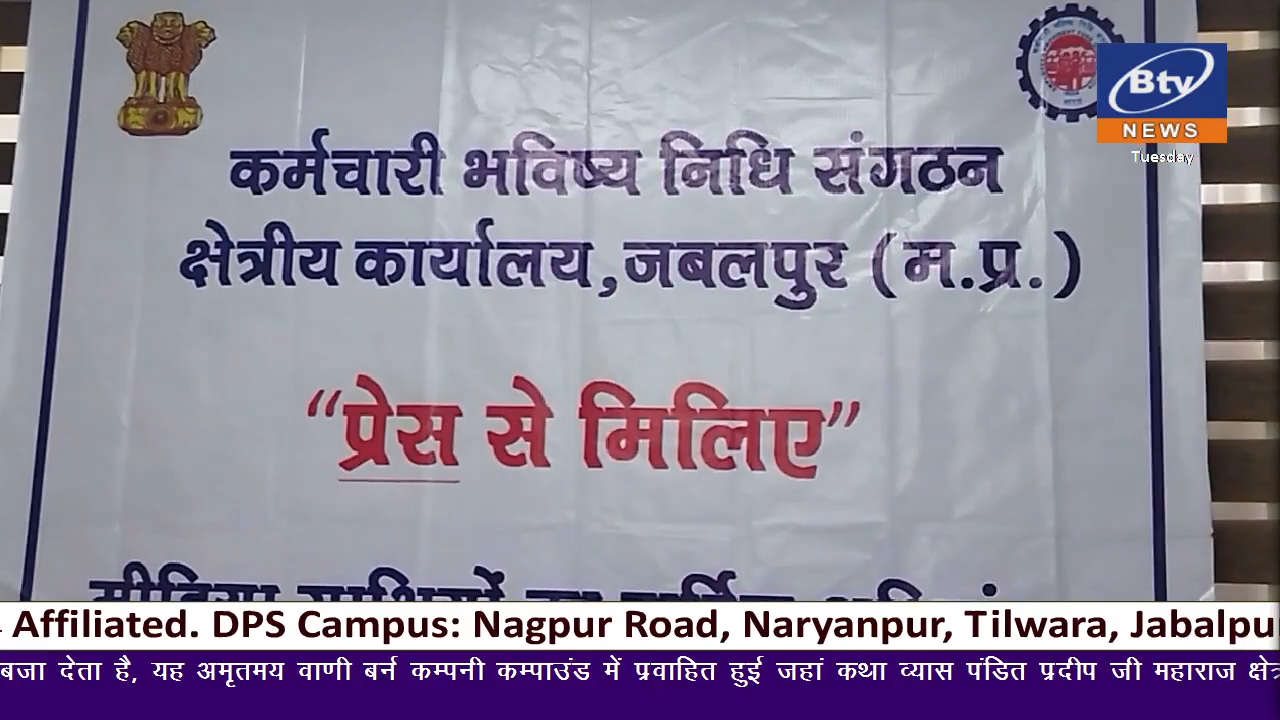 कर्मचारी भविष्य निधि संगठन
क्षेत्रीय कार्यालय, जबलपुर (म.प्र.)
“प्रेस से मिलिए”
Btv
NEWS
Tuesday
Affiliated. DPS Campus: Nagpur Road, Naryanpur, Tilwara, Jabalpu
बजा देता है, यह अमृतमय वाणी बर्न कम्पनी कम्पाउंड में प्रवाहित हुई जहां कथा व्यास पंडित प्रदीप जी महाराज